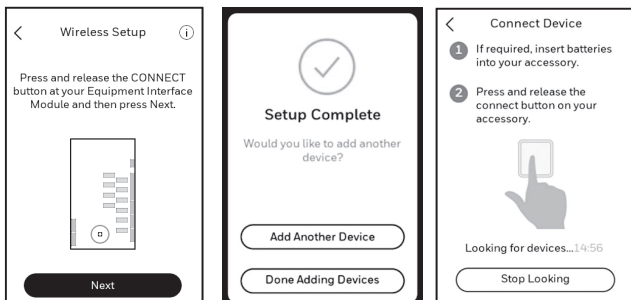 Wireless Setup
i
Press and release the CONNECT
button at your Equipment Interface
Module and then press Next.
Next
Setup Complete
Would you like to add another
device?
Add Another Device
Done Adding Devices
Connect Device
1 If required, insert batteries
into your accessory.
2 Press and release the
connect button on your
accessory.
Looking for devices...14:56
Stop Looking